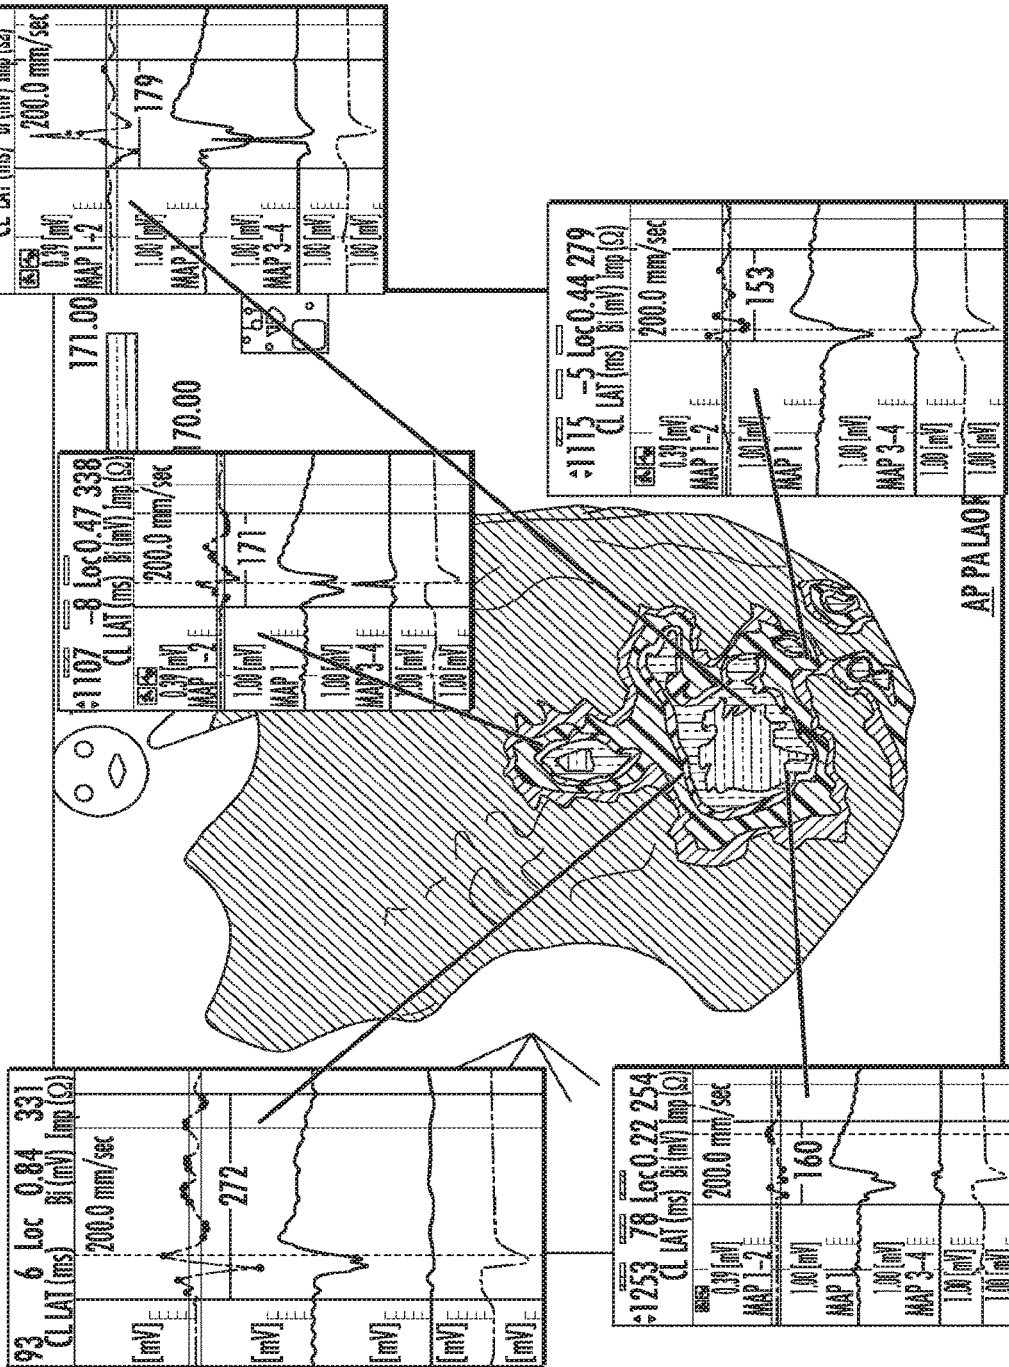 CL LAT (ms) Bi (mV) Imp (Ω)
200.0 mm/sec
0.39 [mV]
MAP 1-2
179
1.00 [mV]
MAP 1
1.00 [mV]
MAP 3-4
1.00 [mV]
1.00 [mV]
171.00
170.00
1107 -8 Loc 0.47 338
CL LAT (ms) Bi (mV) Imp (Ω)
200.0 mm/sec
0.39 [mV]
MAP 1-2
171
1.00 [mV]
MAP 1
1.00 [mV]
MAP 3-4
1.00 [mV]
1.00 [mV]
1115 -5 Loc 0.44 279
CL LAT (ms) Bi (mV) Imp (Ω)
200.0 mm/sec
0.39 [mV]
MAP 1-2
153
1.00 [mV]
MAP 1
1.00 [mV]
MAP 3-4
1.00 [mV]
1.00 [mV]
AP PA LAO
93 6 Loc 0.84 331
CL LAT (ms) Bi (mV) Imp (Ω)
200.0 mm/sec
[mV]
272
[mV]
[mV]
[mV]
[mV]
1253 78 Loc 0.22 254
CL LAT (ms) Bi (mV) Imp (Ω)
200.0 mm/sec
0.39 [mV]
MAP 1-2
160
1.00 [mV]
MAP 1
1.00 [mV]
MAP 3-4
1.00 [mV]
1.00 [mV]